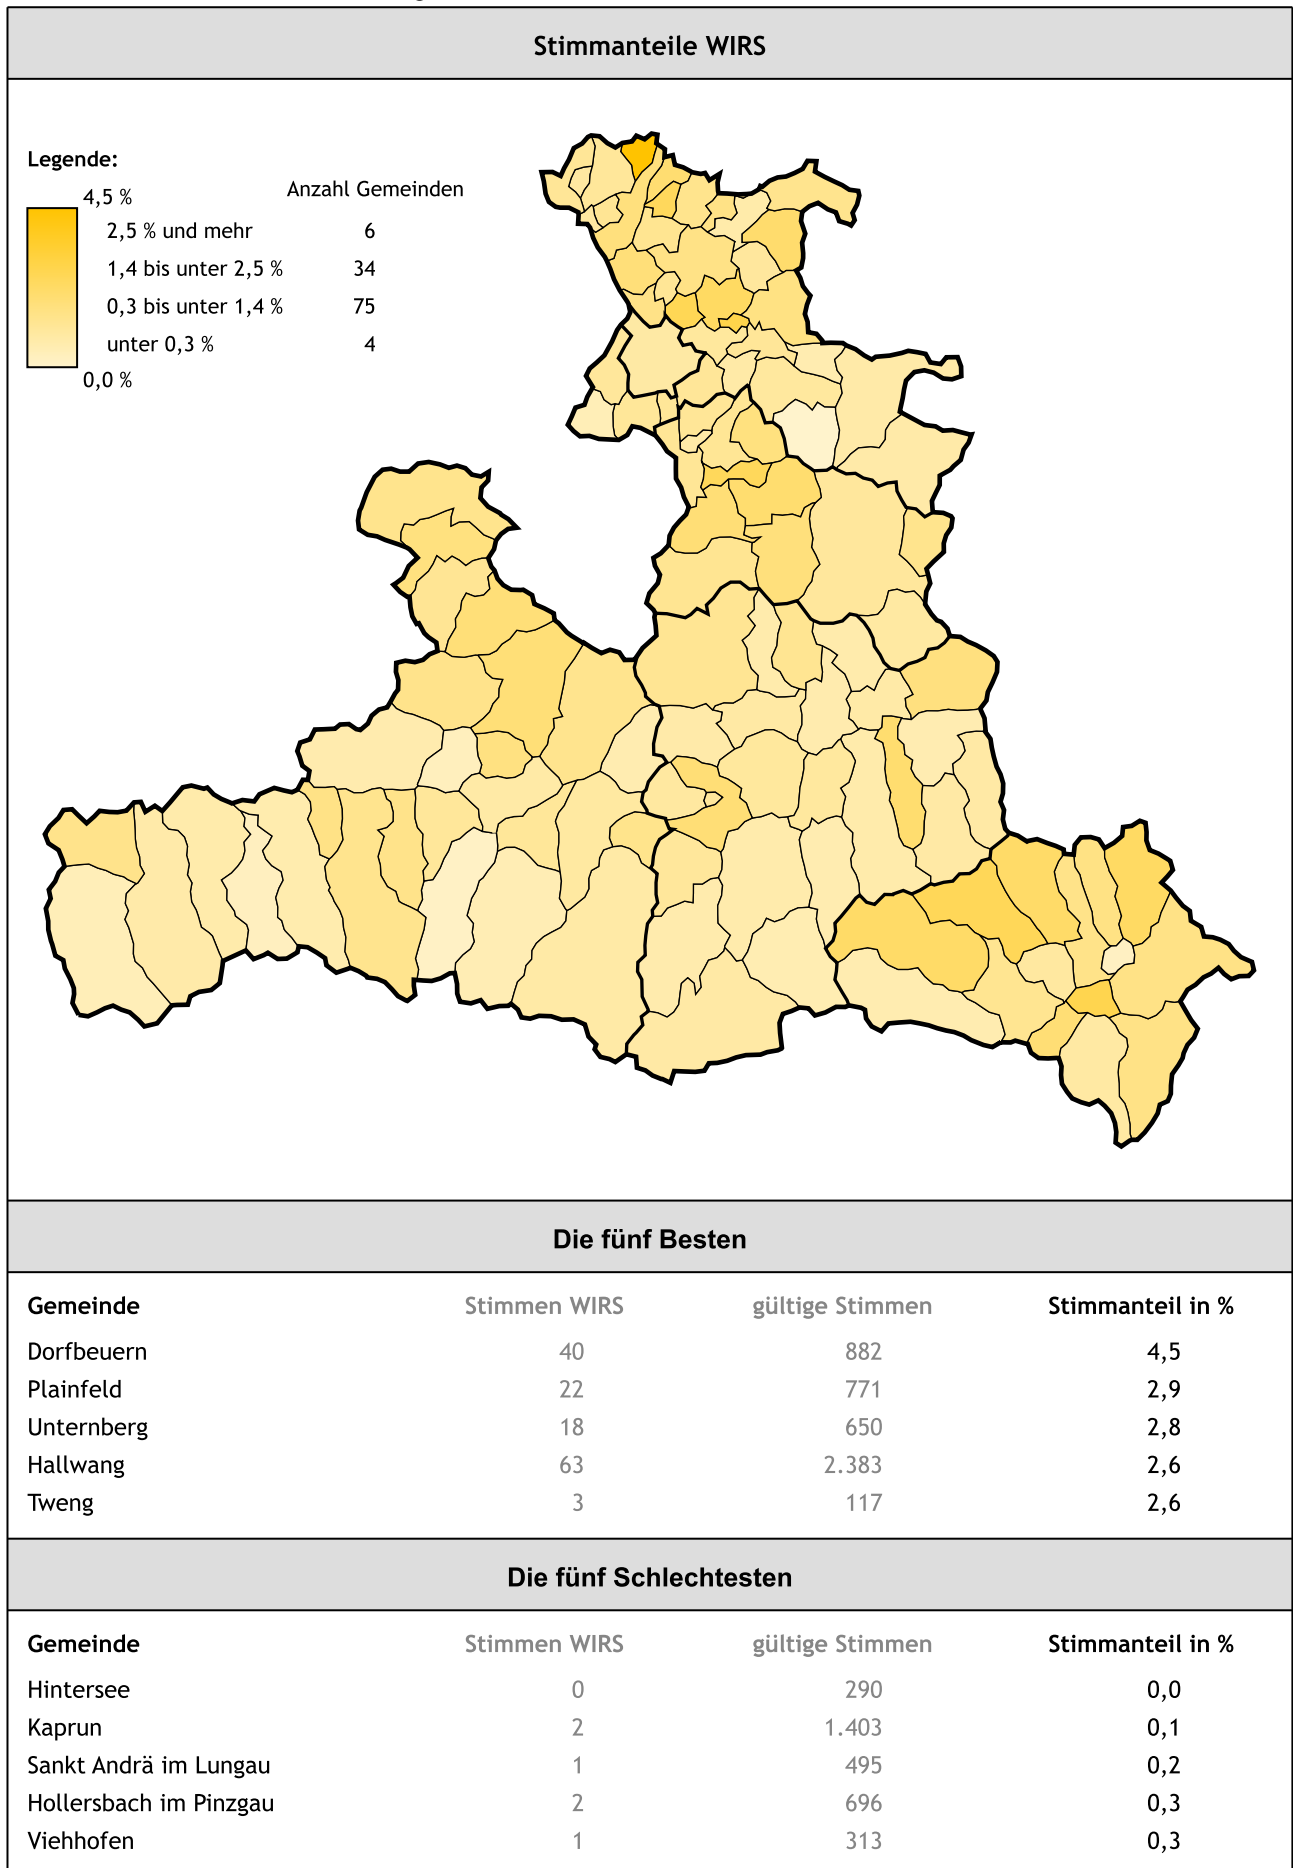 Stimmanteile WIRS
Legende:
4,5 %
Anzahl Gemeinden
2,5 % und mehr 6
1,4 bis unter 2,5 % 34
0,3 bis unter 1,4 % 75
unter 0,3 % 4
0,0 %
Die fünf Besten
Gemeinde Stimmen WIRS gültige Stimmen Stimmanteil in %
Dorfbeuern 40 882 4,5
Plainfeld 22 771 2,9
Unternberg 18 650 2,8
Hallwang 63 2.383 2,6
Tweng 3 117 2,6
Die fünf Schlechtesten
Gemeinde Stimmen WIRS gültige Stimmen Stimmanteil in %
Hintersee 0 290 0,0
Kaprun 2 1.403 0,1
Sankt Andrä im Lungau 1 495 0,2
Hollersbach im Pinzgau 2 696 0,3
Viehhofen 1 313 0,3